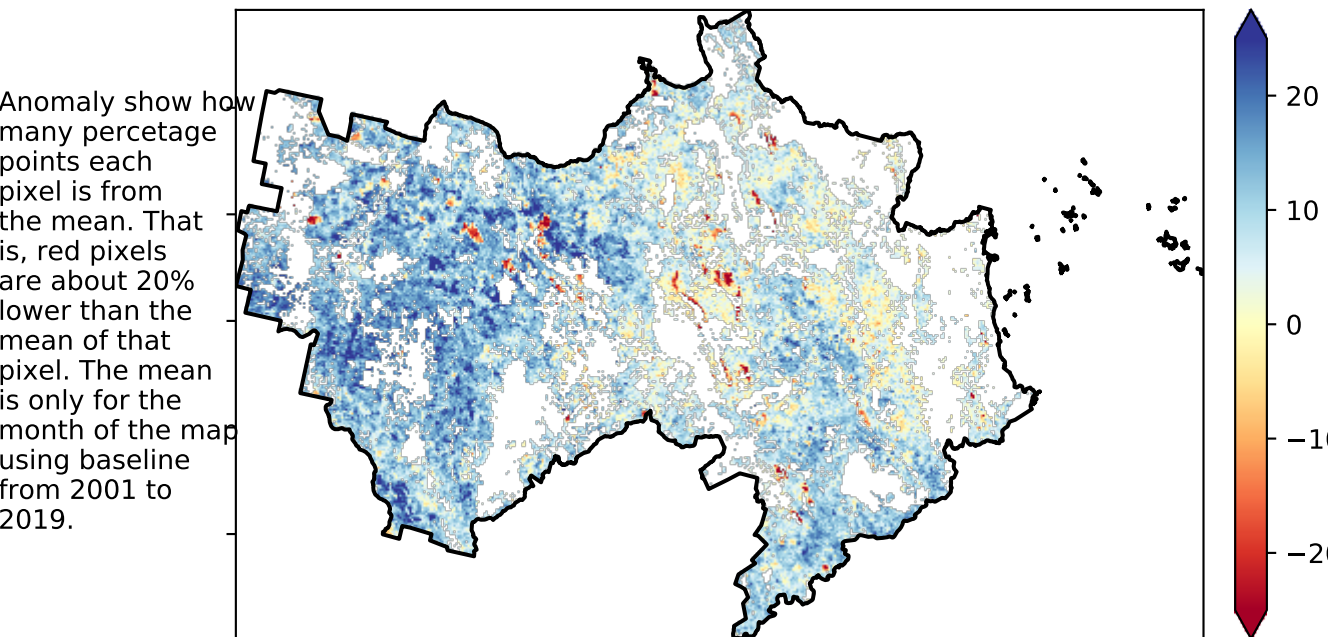 Anomaly show how
many percetage
points each
pixel is from
the mean. That
is, red pixels
are about 20%
lower than the
mean of that
pixel. The mean
is only for the
month of the map
using baseline
from 2001 to
2019.
20
10
0
−10
−20